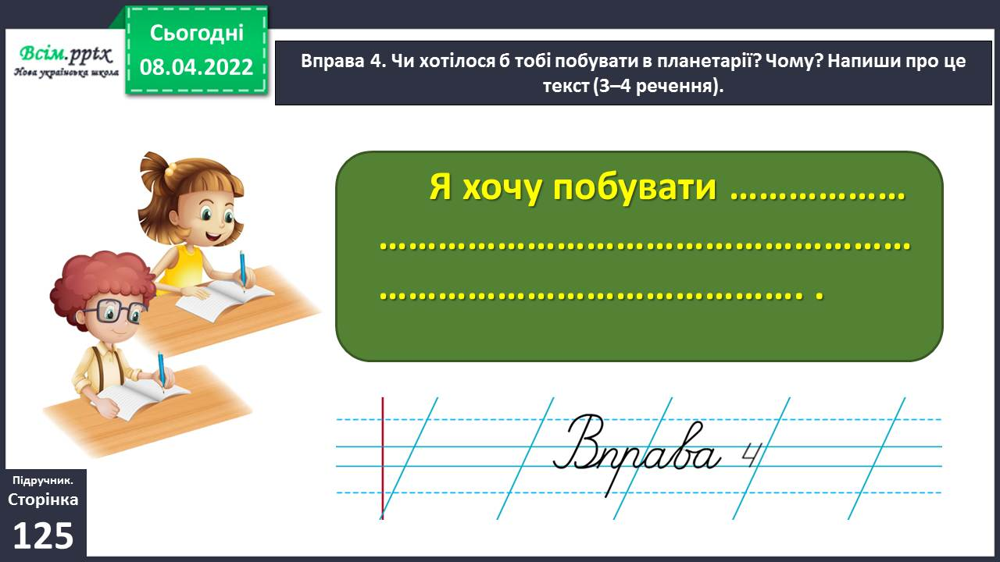 Всім.pptx
Нова українська школа
Сьогодні
08.04.2022
Вправа 4. Чи хотілося б тобі побувати в планетарії? Чому? Напиши про це
текст (3–4 речення).
Я хочу побувати ………………
………………………………………………
……………………………………. .
Вправа 4
Підручник.
Сторінка
125